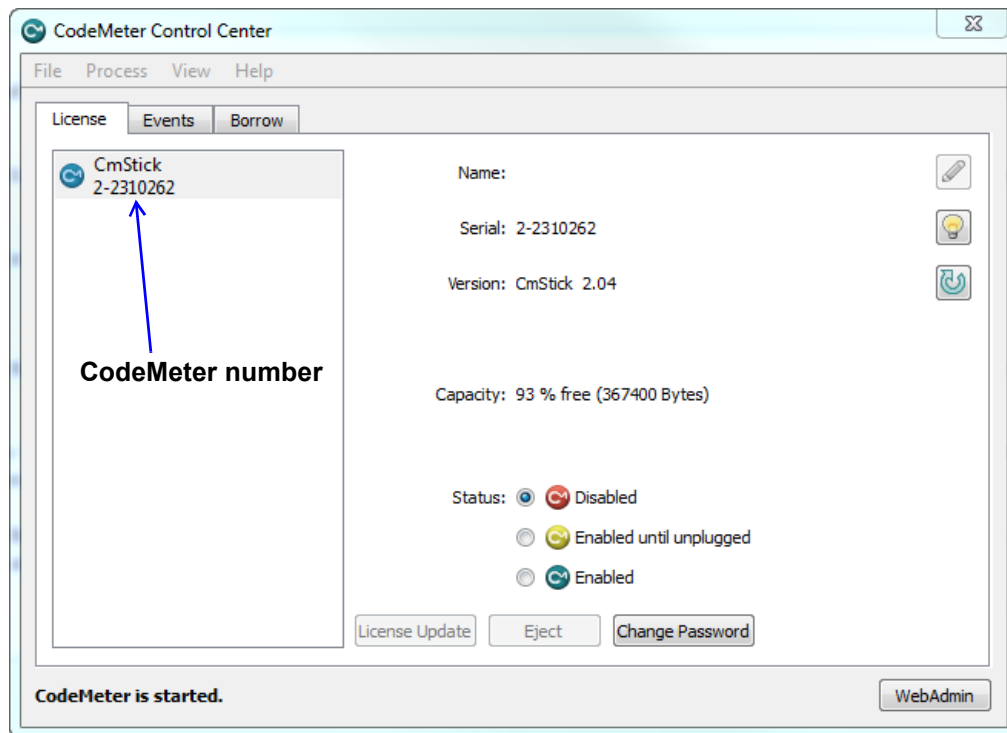 CodeMeter Control Center
File Process View Help
License Events Borrow
CmStick
2-2310262
CodeMeter number
Name:
Serial: 2-2310262
Version: CmStick 2.04
Capacity: 93 % free (367400 Bytes)
Status: Disabled
Enabled until unplugged
Enabled
License Update Eject Change Password
CodeMeter is started. WebAdmin